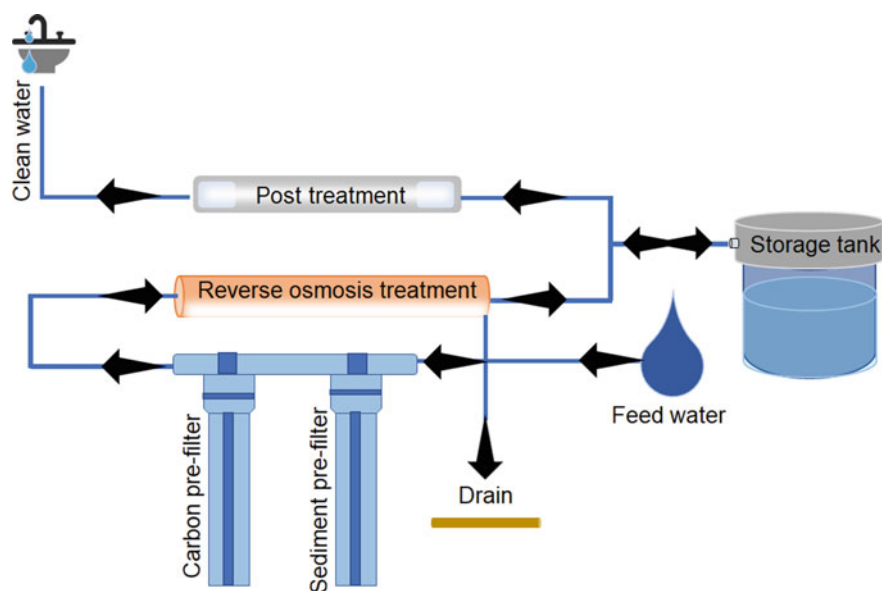 Clean water
Post treatment
Storage tank
Reverse osmosis treatment
Feed water
Carbon pre-filter
Sediment pre-filter
Drain